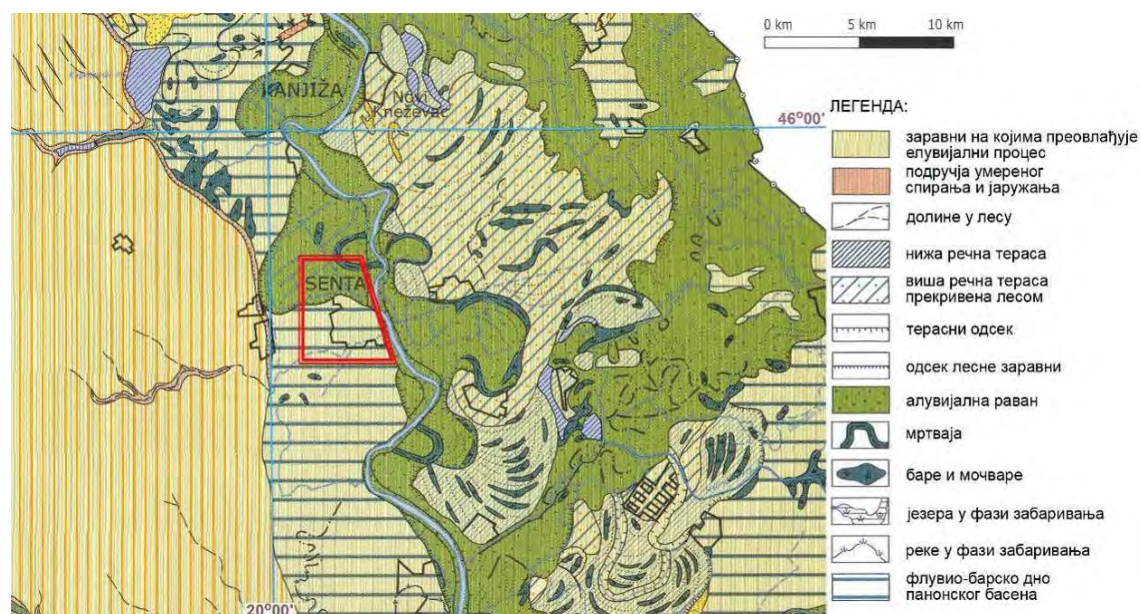 0 km 5 km 10 km
KANJIŽA
Novi
Kneževac
46°00'
SENTA
20°00'
ЛЕГЕНДА:
заравни на којима преовлађује
елувијални процес
подручја умереног
спирања и јаружања
долине у лесу
нижа речна тераса
виша речна тераса
прекривена лесом
терасни одсек
одсек лесне заравни
алувијална раван
мртваја
баре и мочваре
језера у фази забаривања
реке у фази забаривања
флувио-барско дно
панонског басена